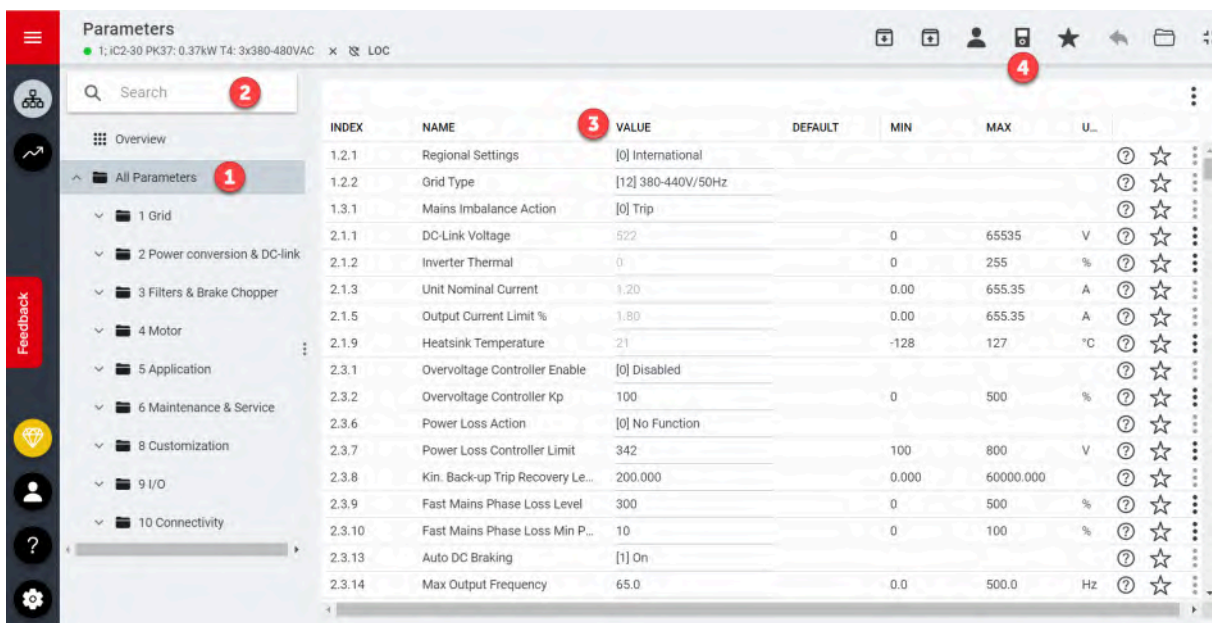 Parameters
1; iC2-30 PK37: 0.37kW T4: 3x380-480VAC LOC
4
Search 2
Overview
All Parameters 1
1 Grid
2 Power conversion & DC-link
3 Filters & Brake Chopper
4 Motor
5 Application
6 Maintenance & Service
8 Customization
9 I/O
10 Connectivity
Feedback
INDEX NAME 3 VALUE DEFAULT MIN MAX U...
1.2.1 Regional Settings [0] International
1.2.2 Grid Type [12] 380-440V/50Hz
1.3.1 Mains Imbalance Action [0] Trip
2.1.1 DC-Link Voltage 522 0 65535 V
2.1.2 Inverter Thermal 0 0 255 %
2.1.3 Unit Nominal Current 1.20 0.00 655.35 A
2.1.5 Output Current Limit % 1.80 0.00 655.35 A
2.1.9 Heatsink Temperature 21 -128 127 °C
2.3.1 Overvoltage Controller Enable [0] Disabled
2.3.2 Overvoltage Controller Kp 100 0 500 %
2.3.6 Power Loss Action [0] No Function
2.3.7 Power Loss Controller Limit 342 100 800 V
2.3.8 Kin. Back-up Trip Recovery Le... 200.000 0.000 60000.000
2.3.9 Fast Mains Phase Loss Level 300 0 500 %
2.3.10 Fast Mains Phase Loss Min P... 10 0 100 %
2.3.13 Auto DC Braking [1] On
2.3.14 Max Output Frequency 65.0 0.0 500.0 Hz